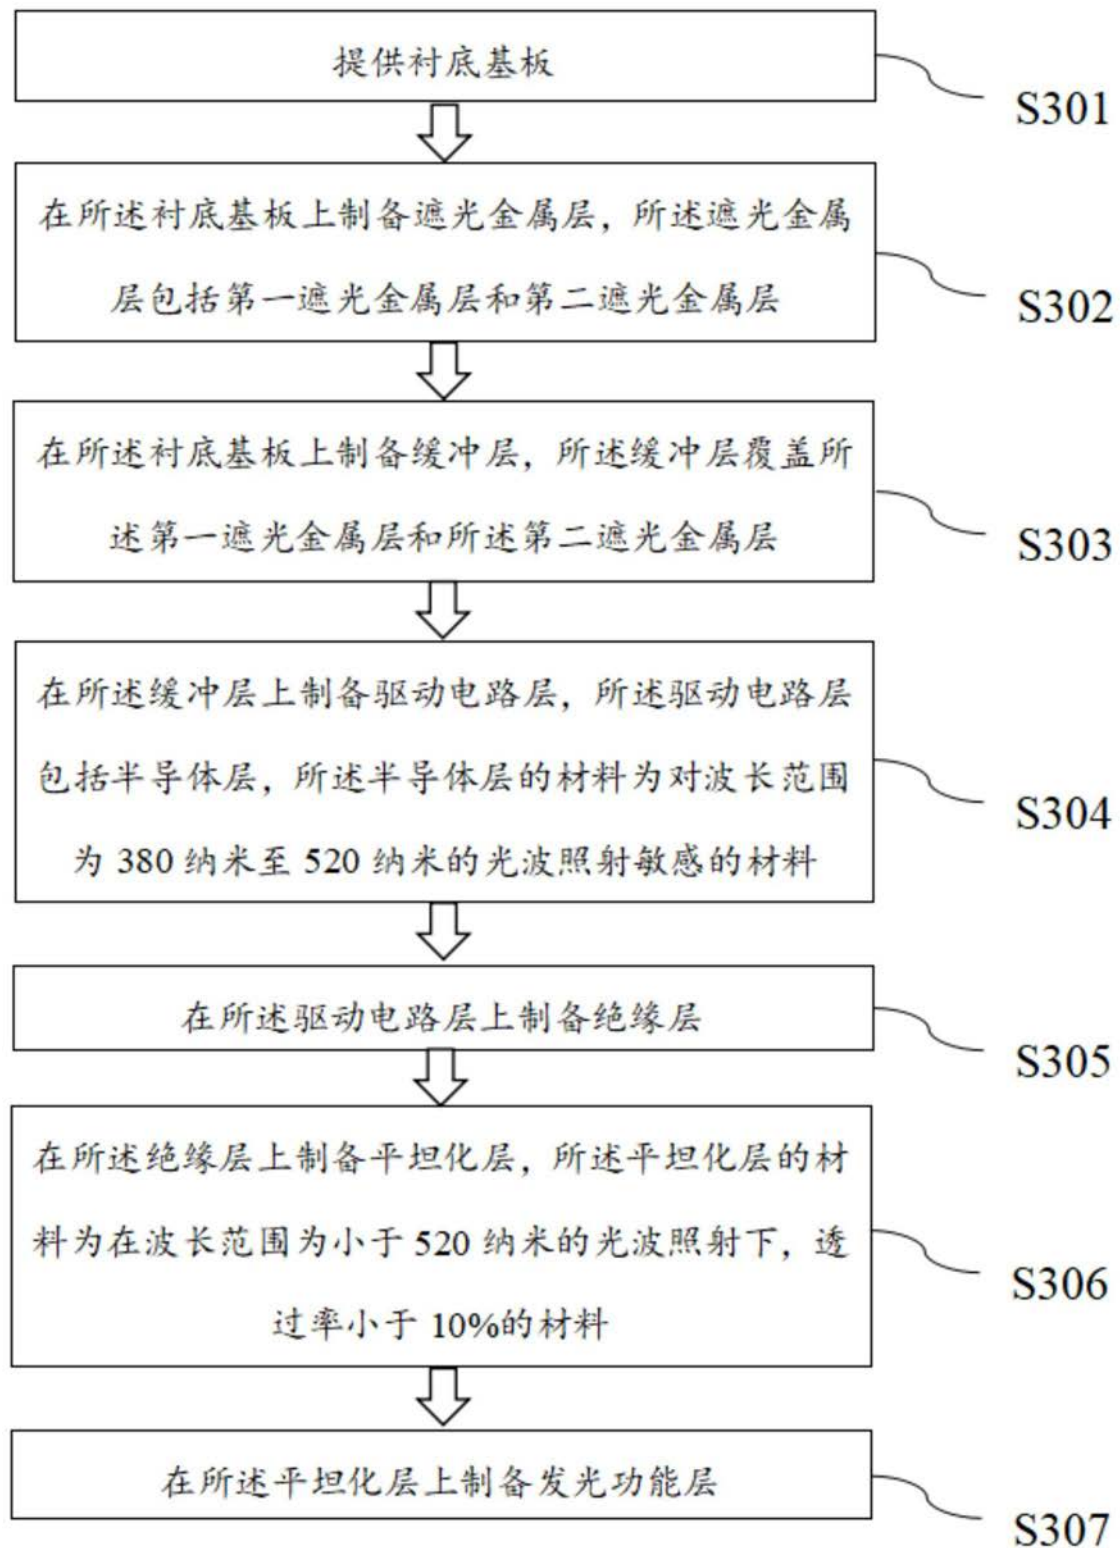 提供衬底基板
S301
在所述衬底基板上制备遮光金属层，所述遮光金属
层包括第一遮光金属层和第二遮光金属层
S302
在所述衬底基板上制备缓冲层，所述缓冲层覆盖所
述第一遮光金属层和所述第二遮光金属层
S303
在所述缓冲层上制备驱动电路层，所述驱动电路层
包括半导体层，所述半导体层的材料为对波长范围
为 380 纳米至 520 纳米的光波照射敏感的材料
S304
在所述驱动电路层上制备绝缘层
S305
在所述绝缘层上制备平坦化层，所述平坦化层的材
料为在波长范围为小于 520 纳米的光波照射下，透
过率小于 10%的材料
S306
在所述平坦化层上制备发光功能层
S307